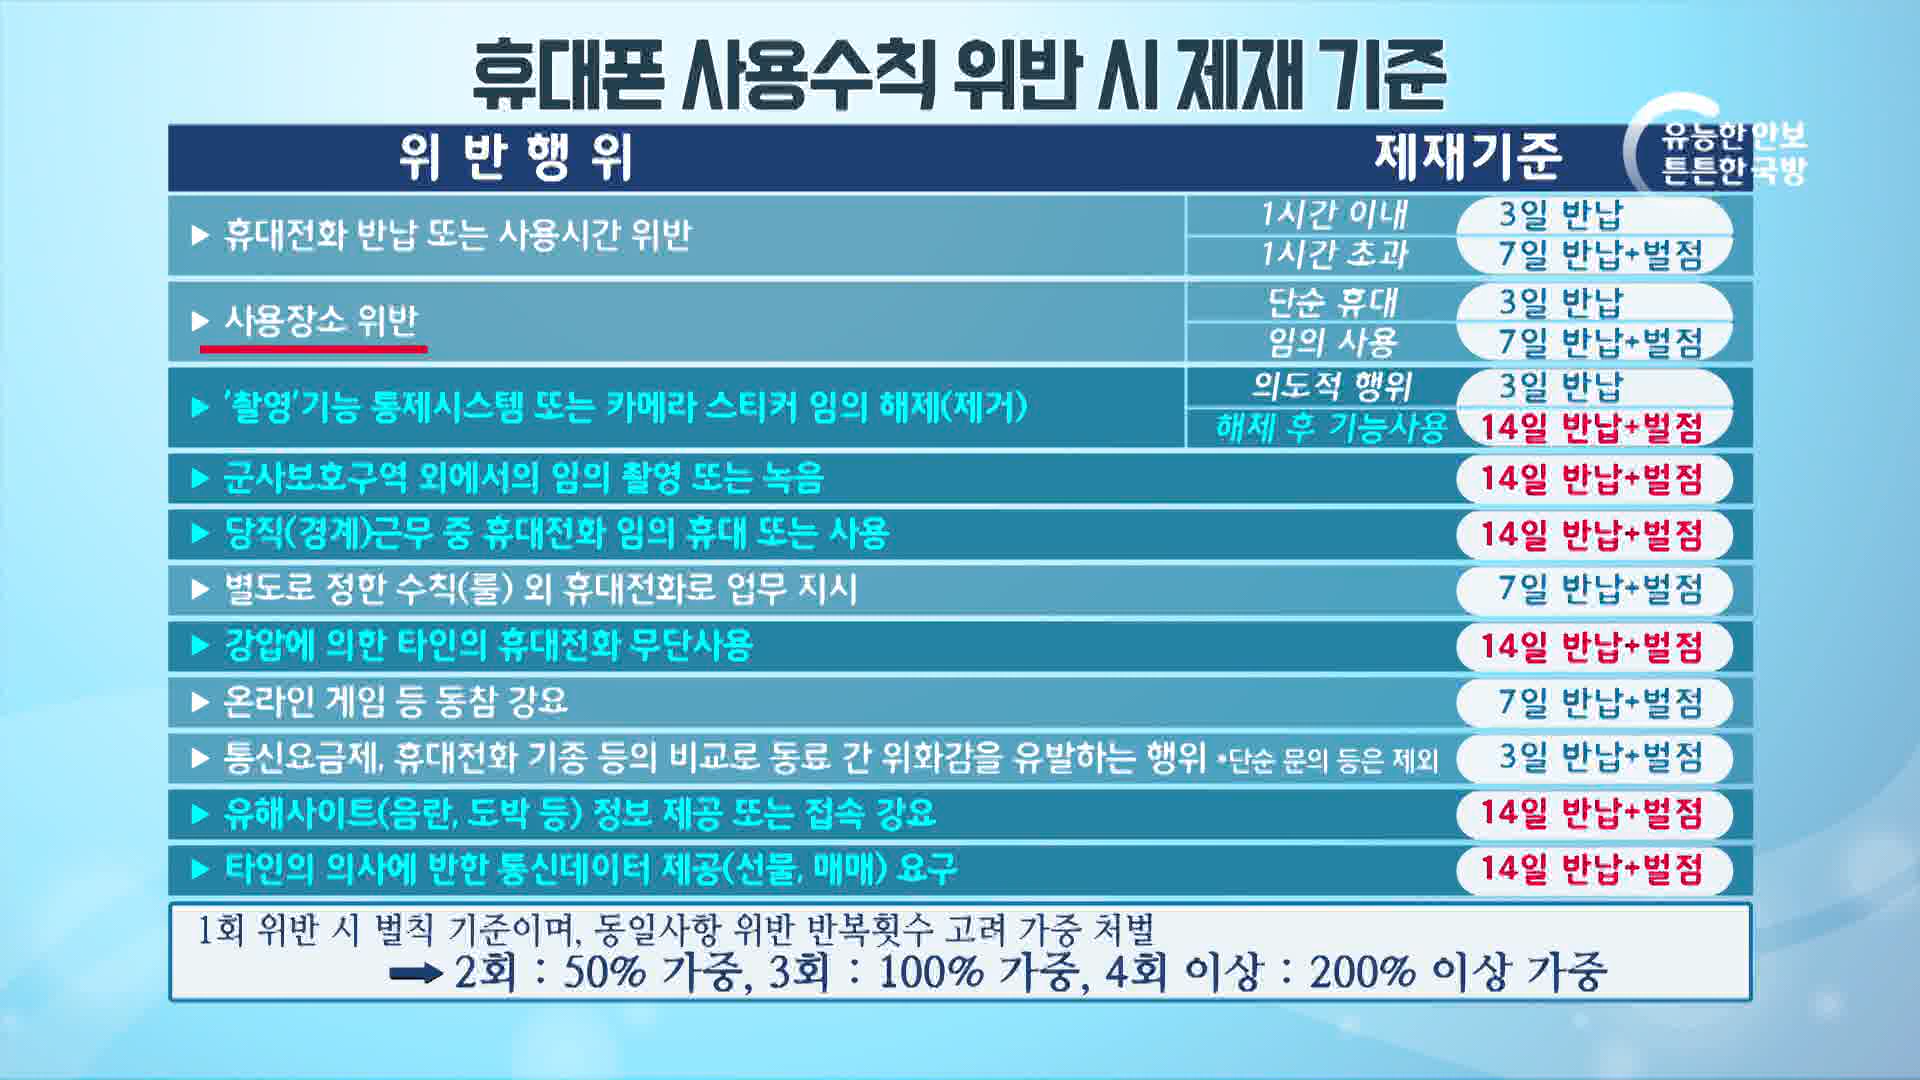 휴대폰 사용수칙 위반 시 제재 기준
위 반 행 위 제재기준
유능한 안보
튼튼한 국방
▶ 휴대전화 반납 또는 사용시간 위반
1시간 이내 3일 반납
1시간 초과 7일 반납+벌점
▶ 사용장소 위반
단순 휴대 3일 반납
임의 사용 7일 반납+벌점
▶ '촬영'기능 통제시스템 또는 카메라 스티커 임의 해제(제거)
의도적 행위 3일 반납
해제 후 기능사용 14일 반납+벌점
▶ 군사보호구역 외에서의 임의 촬영 또는 녹음 14일 반납+벌점
▶ 당직(경계)근무 중 휴대전화 임의 휴대 또는 사용 14일 반납+벌점
▶ 별도로 정한 수칙(룰) 외 휴대전화로 업무 지시 7일 반납+벌점
▶ 강압에 의한 타인의 휴대전화 무단사용 14일 반납+벌점
▶ 온라인 게임 등 동참 강요 7일 반납+벌점
▶ 통신요금제, 휴대전화 기종 등의 비교로 동료 간 위화감을 유발하는 행위 *단순 문의 등은 제외 3일 반납+벌점
▶ 유해사이트(음란, 도박 등) 정보 제공 또는 접속 강요 14일 반납+벌점
▶ 타인의 의사에 반한 통신데이터 제공(선물, 매매) 요구 14일 반납+벌점
1회 위반 시 벌칙 기준이며, 동일사항 위반 반복횟수 고려 가중 처벌
➡ 2회 : 50% 가중, 3회 : 100% 가중, 4회 이상 : 200% 이상 가중